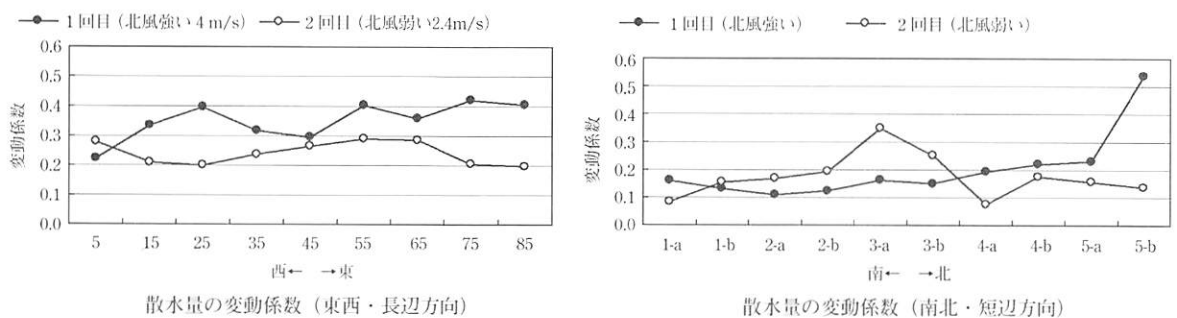 1回目(北風強い4m/s) 2回目(北風弱い2.4m/s)
変動係数
0.6
0.5
0.4
0.3
0.2
0.1
0.0
5 15 25 35 45 55 65 75 85
西← →東
散水量の変動係数(東西・長辺方向)
1回目(北風強い) 2回目(北風弱い)
変動係数
0.6
0.5
0.4
0.3
0.2
0.1
0.0
1-a 1-b 2-a 2-b 3-a 3-b 4-a 4-b 5-a 5-b
南← →北
散水量の変動係数(南北・短辺方向)